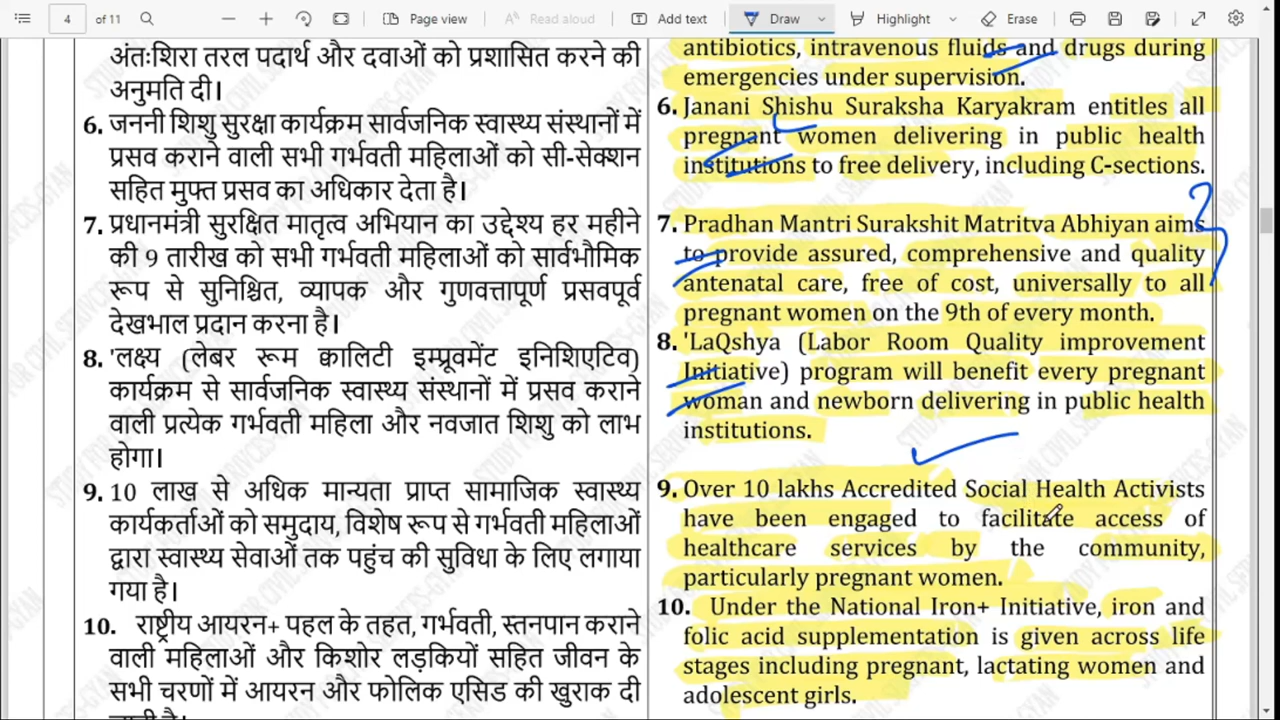 4 of 11 Page view Read aloud Add text Draw Highlight Erase
अंतःशिरा तरल पदार्थ और दवाओं को प्रशासित करने की
अनुमति दी।
6. जननी शिशु सुरक्षा कार्यक्रम सार्वजनिक स्वास्थ्य संस्थानों में
प्रसव कराने वाली सभी गर्भवती महिलाओं को सी-सेक्शन
सहित मुफ्त प्रसव का अधिकार देता है।
7. प्रधानमंत्री सुरक्षित मातृत्व अभियान का उद्देश्य हर महीने
की 9 तारीख को सभी गर्भवती महिलाओं को सार्वभौमिक
रूप से सुनिश्चित, व्यापक और गुणवत्तापूर्ण प्रसवपूर्व
देखभाल प्रदान करना है।
8. 'लक्ष्य (लेबर रूम क्वालिटी इम्प्रूवमेंट इनिशिएटिव)
कार्यक्रम से सार्वजनिक स्वास्थ्य संस्थानों में प्रसव कराने
वाली प्रत्येक गर्भवती महिला और नवजात शिशु को लाभ
होगा।
9. 10 लाख से अधिक मान्यता प्राप्त सामाजिक स्वास्थ्य
कार्यकर्ताओं को समुदाय, विशेष रूप से गर्भवती महिलाओं
द्वारा स्वास्थ्य सेवाओं तक पहुंच की सुविधा के लिए लगाया
गया है।
10. राष्ट्रीय आयरन+ पहल के तहत, गर्भवती, स्तनपान कराने
वाली महिलाओं और किशोर लड़कियों सहित जीवन के
सभी चरणों में आयरन और फोलिक एसिड की खुराक दी
antibiotics, intravenous fluids and drugs during
emergencies under supervision.
6. Janani Shishu Suraksha Karyakram entitles all
pregnant women delivering in public health
institutions to free delivery, including C-sections.
7. Pradhan Mantri Surakshit Matritva Abhiyan aims
to provide assured, comprehensive and quality
antenatal care, free of cost, universally to all
pregnant women on the 9th of every month.
8. 'LaQshya (Labor Room Quality improvement
Initiative) program will benefit every pregnant
woman and newborn delivering in public health
institutions.
9. Over 10 lakhs Accredited Social Health Activists
have been engaged to facilitate access of
healthcare services by the community,
particularly pregnant women.
10. Under the National Iron+ Initiative, iron and
folic acid supplementation is given across life
stages including pregnant, lactating women and
adolescent girls.